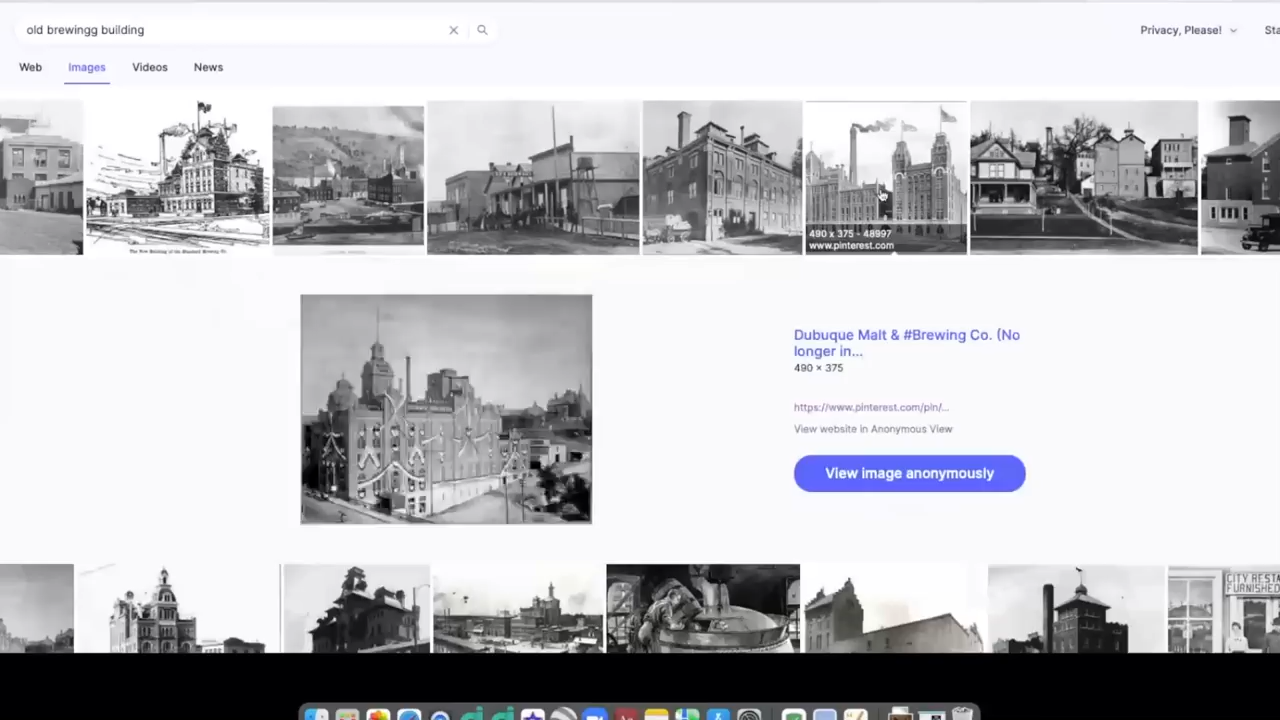 old brewingg building
Privacy, Please!
Sta
Web
Images
Videos
News
490 x 375 - 48997
www.pinterest.com
Dubuque Malt & #Brewing Co. (No
longer in...
490 × 375
https://www.pinterest.com/pin/...
View website in Anonymous View
View image anonymously
CITY RESTA
FURNISHED